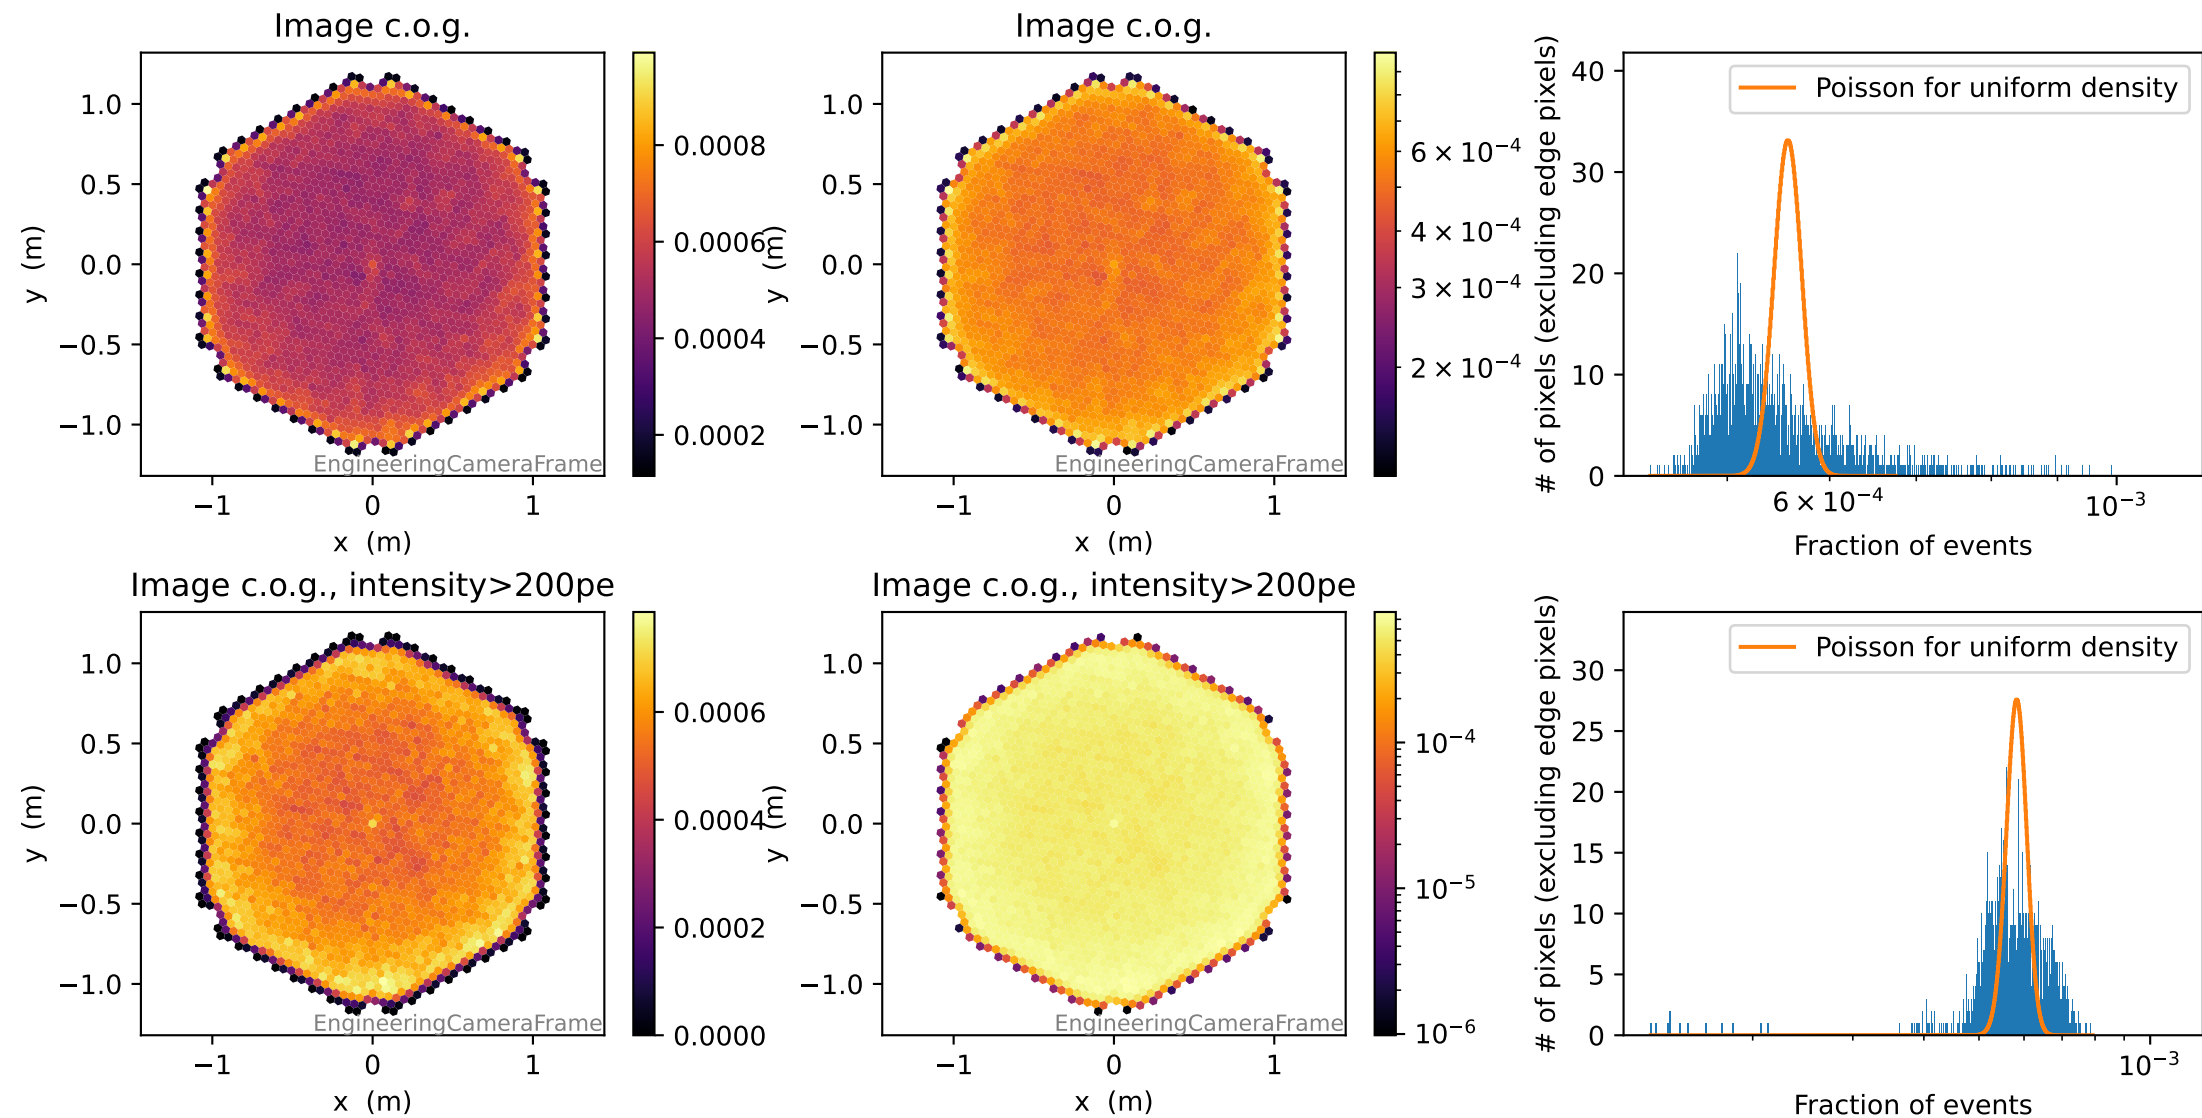 Image c.o.g.
y (m)
1.0
0.5
0.0
−0.5
−1.0
−1
0
1
x (m)
EngineeringCameraFrame
0.0008
0.0006
0.0004
0.0002
Image c.o.g.
y (m)
1.0
0.5
0.0
−0.5
−1.0
−1
0
1
x (m)
EngineeringCameraFrame
6 × 10⁻⁴
4 × 10⁻⁴
3 × 10⁻⁴
2 × 10⁻⁴
# of pixels (excluding edge pixels)
40
30
20
10
0
Poisson for uniform density
6 × 10⁻⁴
10⁻³
Fraction of events
Image c.o.g., intensity>200pe
y (m)
1.0
0.5
0.0
−0.5
−1.0
−1
0
1
x (m)
EngineeringCameraFrame
0.0006
0.0004
0.0002
0.0000
Image c.o.g., intensity>200pe
y (m)
1.0
0.5
0.0
−0.5
−1.0
−1
0
1
x (m)
EngineeringCameraFrame
10⁻⁴
10⁻⁵
10⁻⁶
# of pixels (excluding edge pixels)
30
25
20
15
10
5
0
Poisson for uniform density
10⁻³
Fraction of events